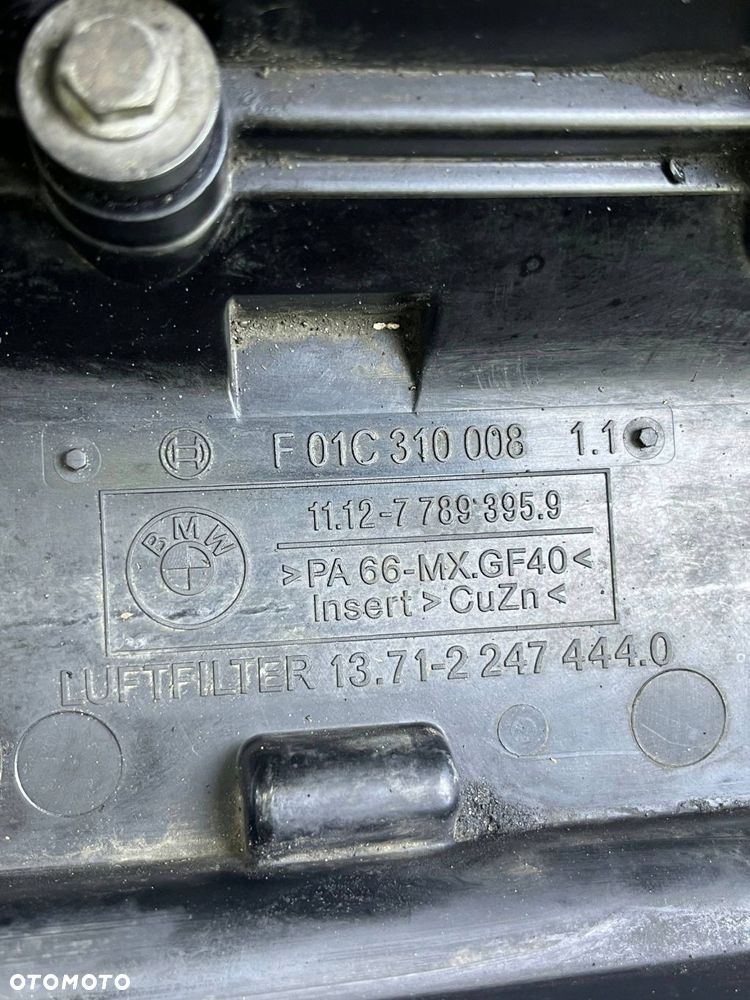 F 01C 310 008 1.1
BMW
11.12-7 789 395.9
>PA 66-MX.GF40<
Insert >CuZn<
LUFTFILTER 13.71-2 247 444.0
OTOMOTO